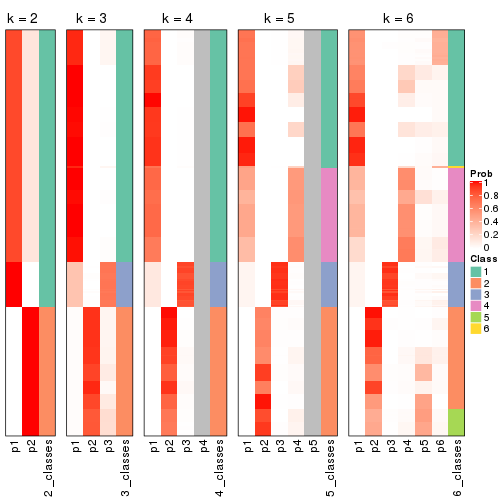 k = 2
k = 3
k = 4
k = 5
k = 6
p1
p2
2_classes
p1
p2
p3
3_classes
p1
p2
p3
p4
4_classes
p1
p2
p3
p4
p5
5_classes
p1
p2
p3
p4
p5
p6
6_classes
Prob
1
0.8
0.6
0.4
0.2
0
Class
1
2
3
4
5
6